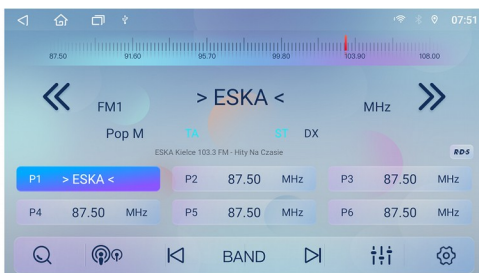 07:51
87.50 91.60 95.70 99.80 103.90 108.00
FM1 > ESKA < MHz
Pop M TA ST DX
ESKA Kielce 103.3 FM - Hity Na Czasie RDS
P1 > ESKA < P2 87.50 MHz P3 87.50 MHz
P4 87.50 MHz P5 87.50 MHz P6 87.50 MHz
BAND